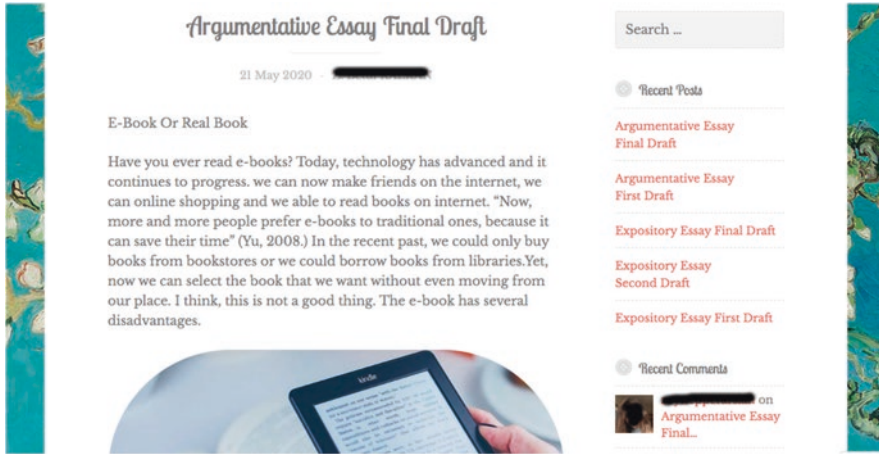 Argumentative Essay Final Draft
21 May 2020 ·
E-Book Or Real Book
Have you ever read e-books? Today, technology has advanced and it
continues to progress. we can now make friends on the internet, we
can online shopping and we able to read books on internet. “Now,
more and more people prefer e-books to traditional ones, because it
can save their time” (Yu, 2008.) In the recent past, we could only buy
books from bookstores or we could borrow books from libraries.Yet,
now we can select the book that we want without even moving from
our place. I think, this is not a good thing. The e-book has several
disadvantages.
kindle
Search ...
Recent Posts
Argumentative Essay
Final Draft
Argumentative Essay
First Draft
Expository Essay Final Draft
Expository Essay
Second Draft
Expository Essay First Draft
Recent Comments
on
Argumentative Essay
Final...